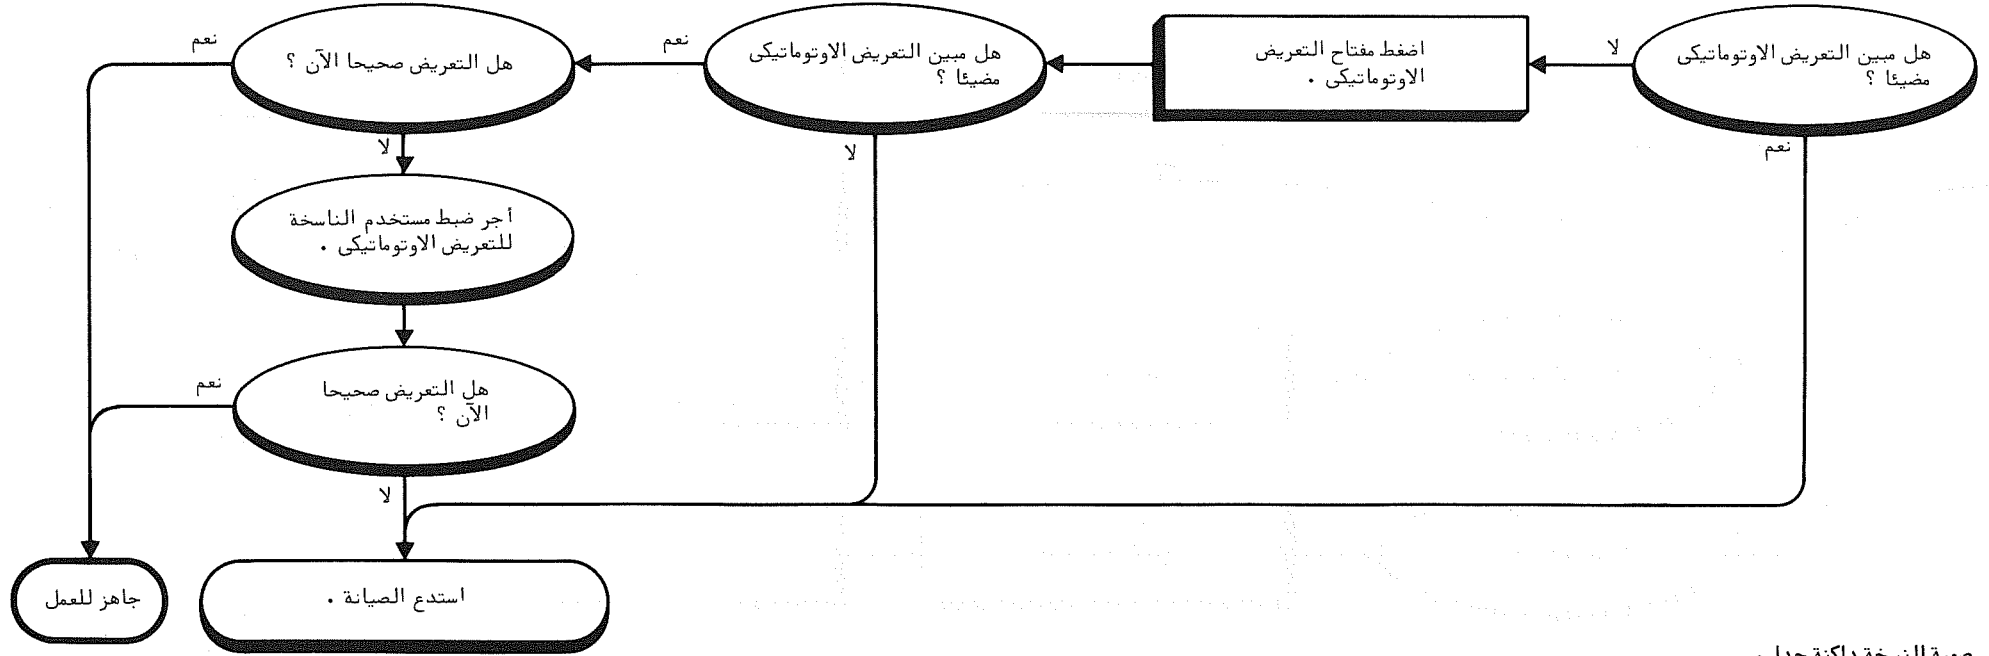 هل مبين التعريض الاوتوماتيكى
مضيئا ؟
لا
نعم
اضغط مفتاح التعريض
الاوتوماتيكى .
هل مبين التعريض الاوتوماتيكى
مضيئا ؟
نعم
لا
هل التعريض صحيحا الآن ؟
نعم
لا
أجر ضبط مستخدم الناسخة
للتعريض الاوتوماتيكى .
هل التعريض صحيحا
الآن ؟
نعم
لا
استدع الصيانة .
جاهز للعمل